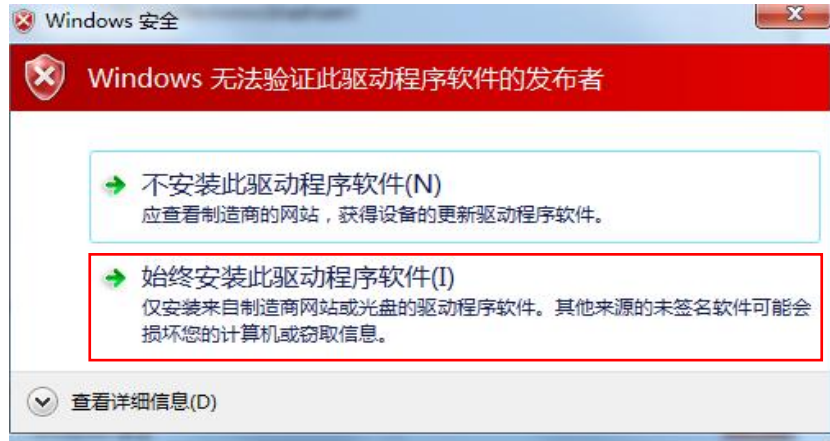 Windows 安全
Windows 无法验证此驱动程序软件的发布者
不安装此驱动程序软件(N)
应查看制造商的网站，获得设备的更新驱动程序软件。
始终安装此驱动程序软件(I)
仅安装来自制造商网站或光盘的驱动程序软件。其他来源的未签名软件可能会
损坏您的计算机或窃取信息。
查看详细信息(D)